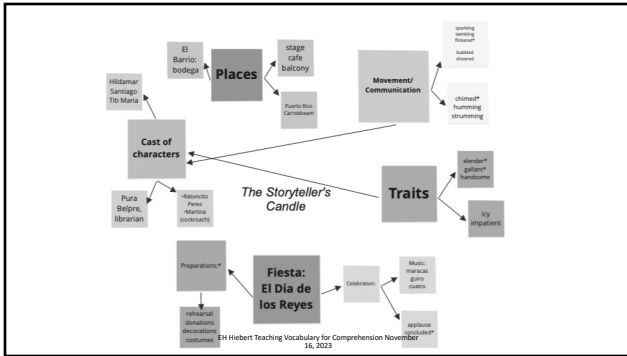 El
Barrio:
bodega
Places
stage
cafe
balcony
Puerto Rico
Carrobbeam
Movement/
Communication
sparkling
twinkling
flickered*
bubbled
shivered
chimed*
humming
strumming
Hildamar
Santiago
Titi Maria
Cast of
characters
Pura
Belpre,
librarian
•Ratoncito
Perez
•Martina
(cockroach)
The Storyteller's
Candle
Traits
slender*
gallant*
handsome
icy
impatient
Preparations:*
rehearsal
donations
decorations
costumes
Fiesta:
El Dia de
los Reyes
Celebration:
Music:
maracas
guiro
cuatro
applause
concluded*
EH Hiebert Teaching Vocabulary for Comprehension November
16, 2023